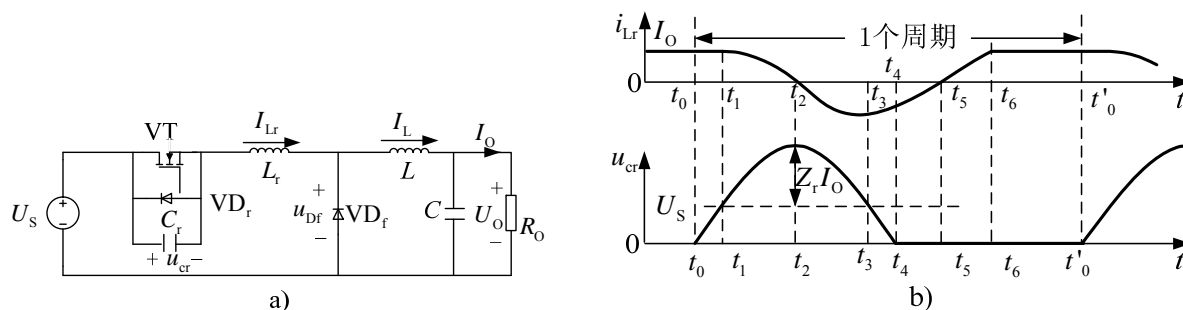 VT
I_Lr
I_L
I_O
L_r
L
U_S
+
−
VD_r
C_r
+ u_cr −
+
u_Df
−
VD_f
C
+
U_O
−
R_O
a)
i_Lr
I_O
1个周期
0
t_0
t_1
t_2
t_3
t_4
t_5
t_6
t'_0
t
u_cr
Z_rI_O
U_S
0
t_0
t_1
t_2
t_3
t_4
t_5
t_6
t'_0
t
b)